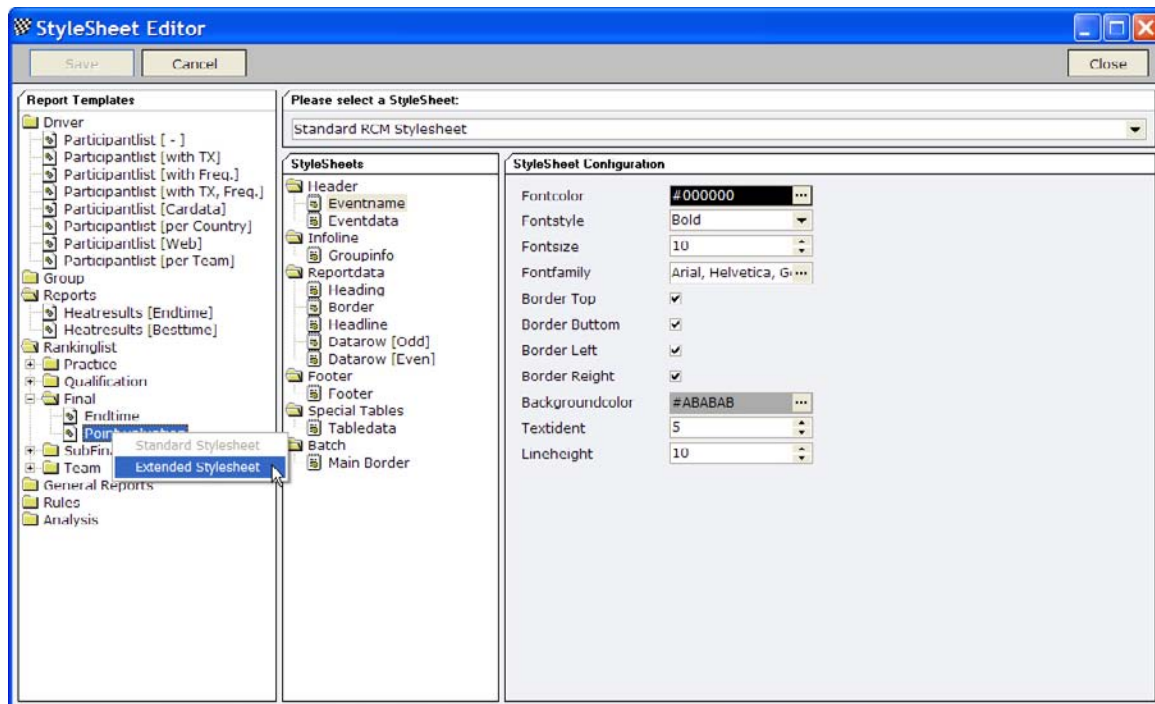 StyleSheet Editor
Save Cancel Close
Report Templates
Driver
Participantlist [ - ]
Participantlist [with TX]
Participantlist [with Freq.]
Participantlist [with TX, Freq.]
Participantlist [Cardata]
Participantlist [per Country]
Participantlist [Web]
Participantlist [per Team]
Group
Reports
Heatresults [Endtime]
Heatresults [Besttime]
Rankinglist
Practice
Qualification
Final
Endtime
SubFin
Team
General Reports
Rules
Analysis
Standard Stylesheet
Extended Stylesheet
Please select a StyleSheet:
Standard RCM Stylesheet
StyleSheets
Header
Eventname
Eventdata
Infoline
Groupinfo
Reportdata
Heading
Border
Headline
Datarow [Odd]
Datarow [Even]
Footer
Footer
Special Tables
Tabledata
Batch
Main Border
StyleSheet Configuration
Fontcolor #000000 ...
Fontstyle Bold
Fontsize 10
Fontfamily Arial, Helvetica, G ...
Border Top
Border Buttom
Border Left
Border Reight
Backgroundcolor #ABABAB ...
Textident 5
Lineheight 10